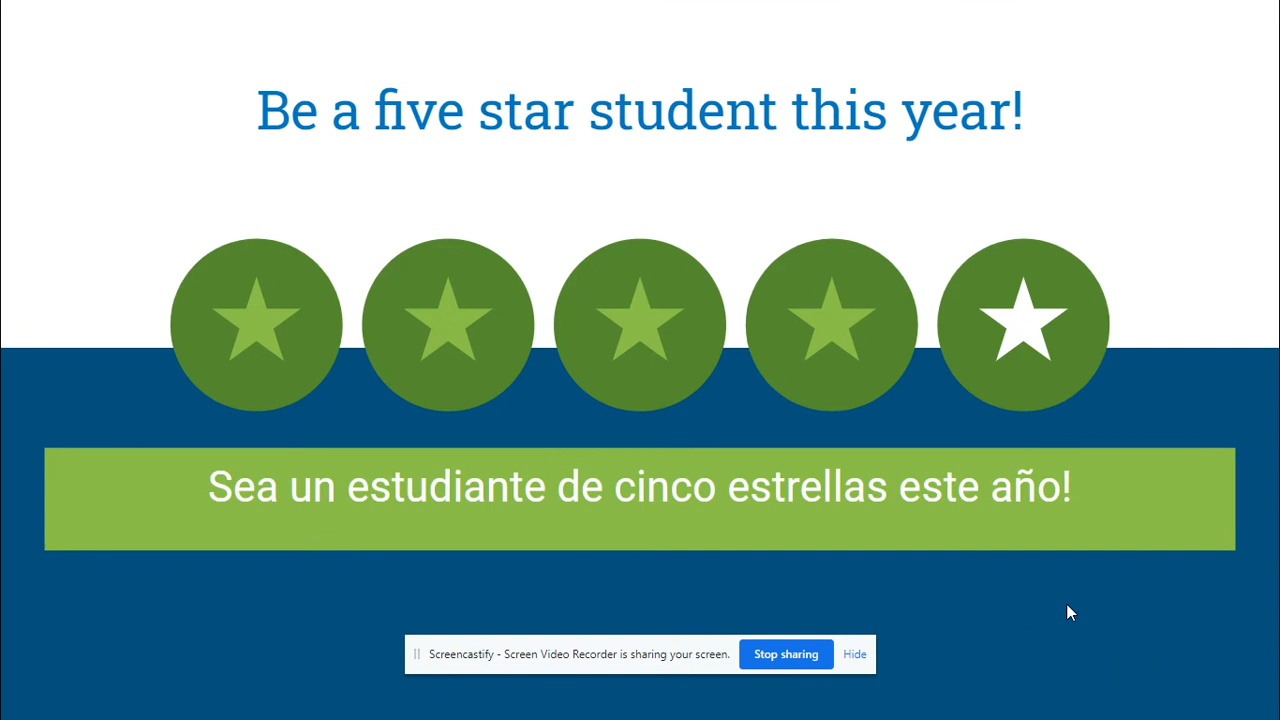 Be a five star student this year!
Sea un estudiante de cinco estrellas este año!
Screencastify - Screen Video Recorder is sharing your screen. Stop sharing Hide